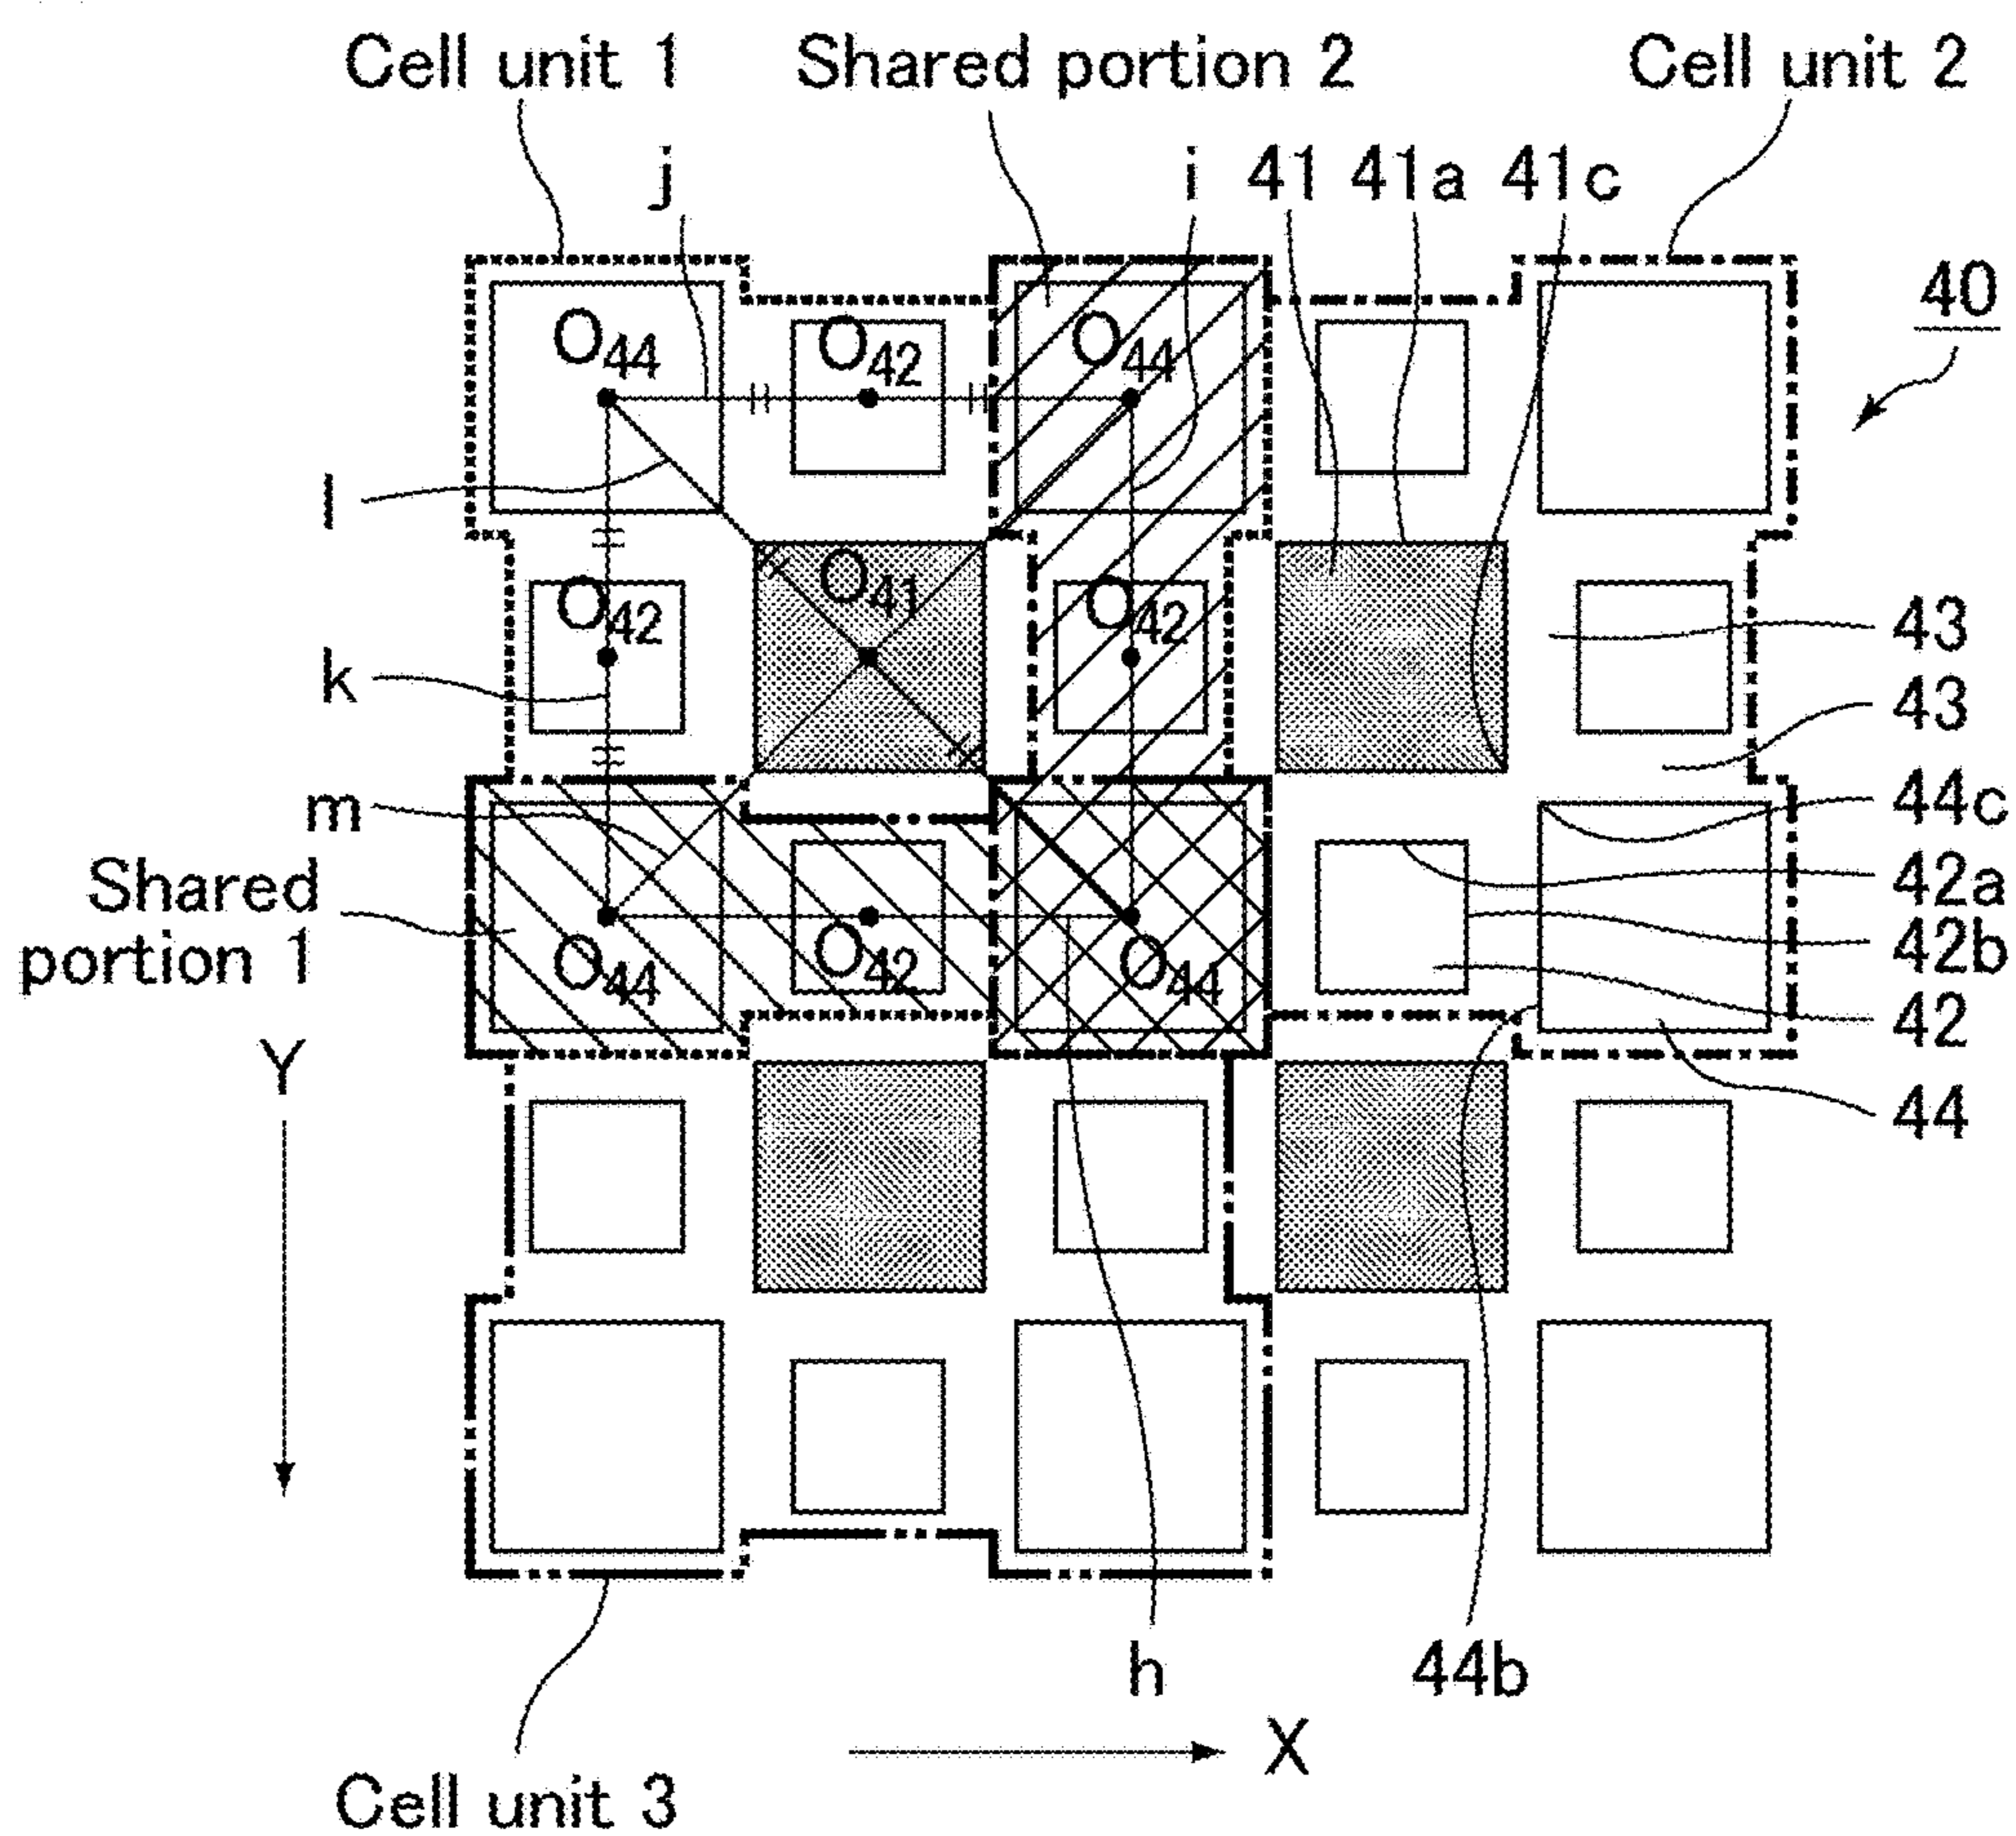 Cell unit 1
Shared portion 2
Cell unit 2
j
i
41
41a
41c
40
O44
O42
O44
l
O42
O41
O42
43
k
43
m
44c
Shared
portion 1
42a
42b
O44
O42
O44
42
Y
44
h
44b
X
Cell unit 3